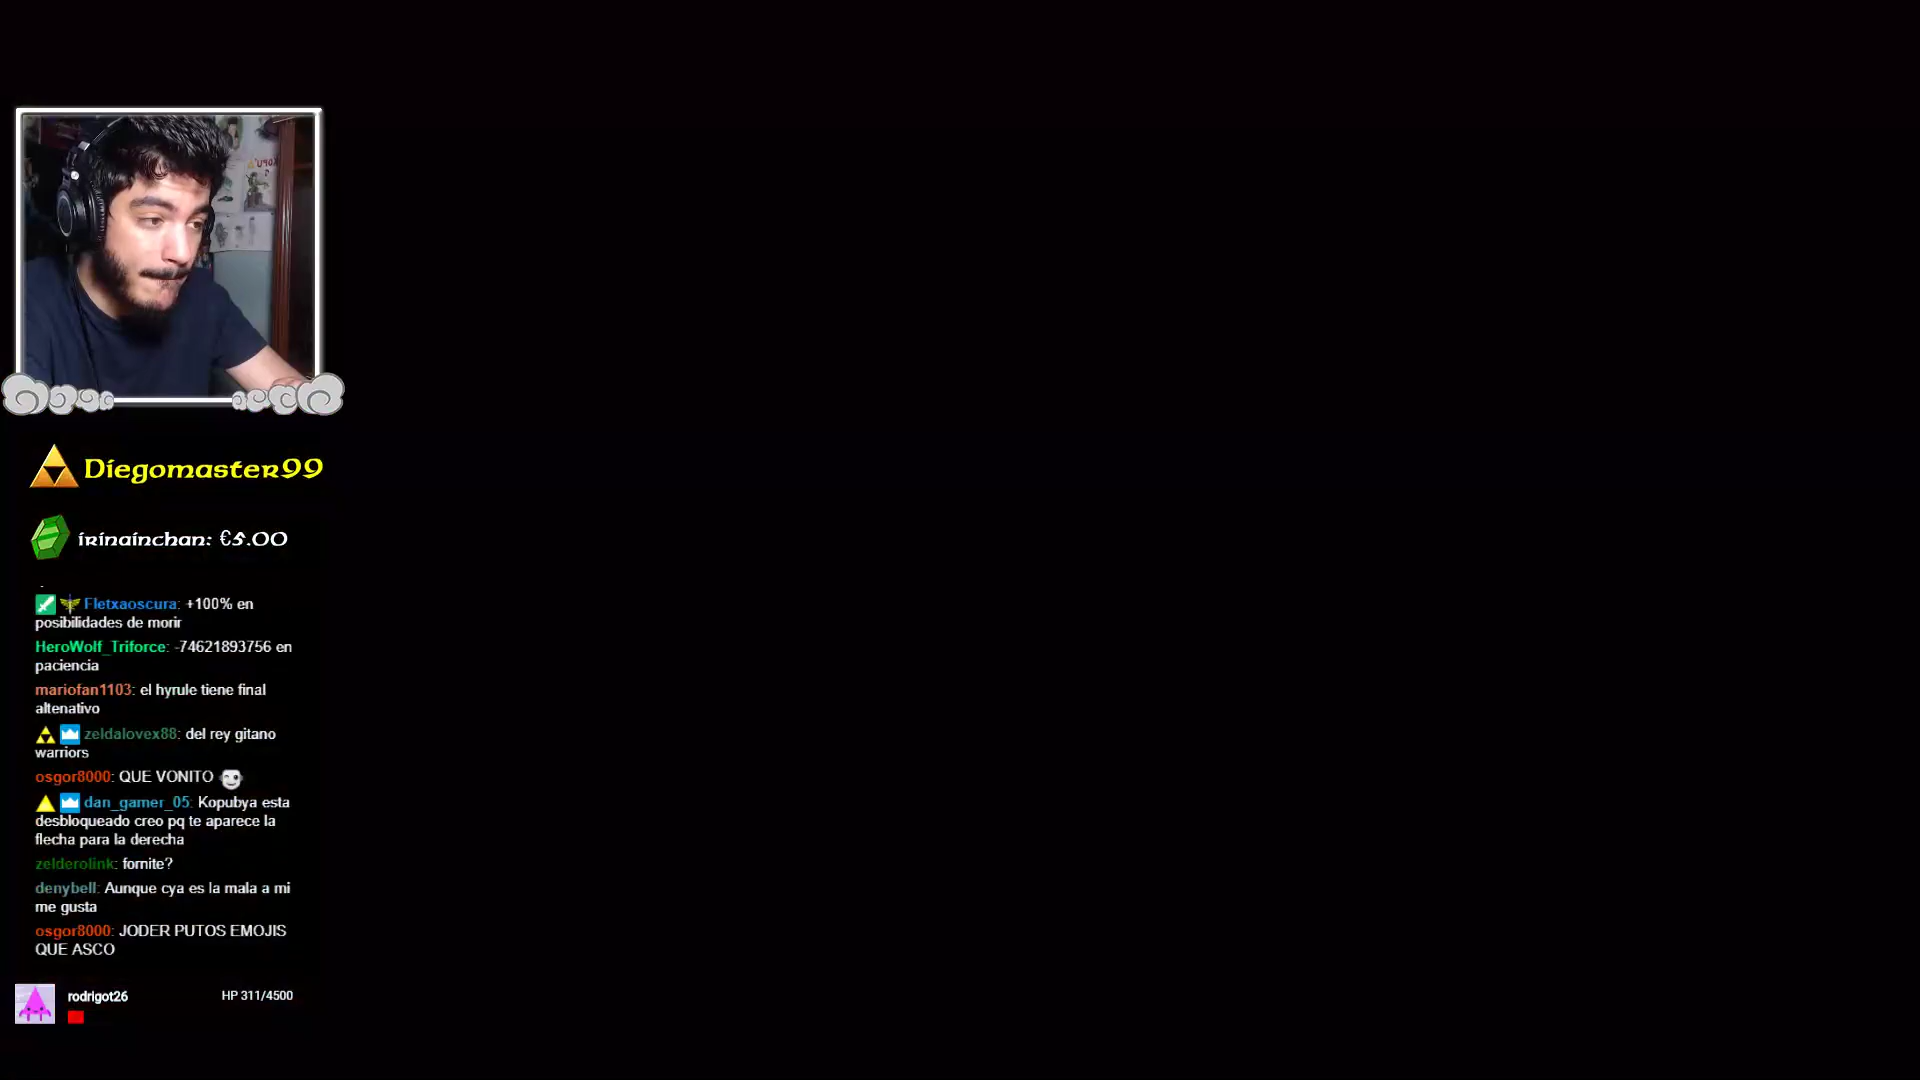 Diegomaster99
irinainchan: €5.00
Fletxaoscura: +100% en
posibilidades de morir
HeroWolf_Triforce: -74621893756 en
paciencia
mariofan1103: el hyrule tiene final
altenativo
zeldalovex88: del rey gitano
warriors
osgor8000: QUE VONITO
dan_gamer_05: Kopubya esta
desbloqueado creo pq te aparece la
flecha para la derecha
zelderolink: fornite?
denybell: Aunque cya es la mala a mi
me gusta
osgor8000: JODER PUTOS EMOJIS
QUE ASCO
rodrigot26 HP 311/4500